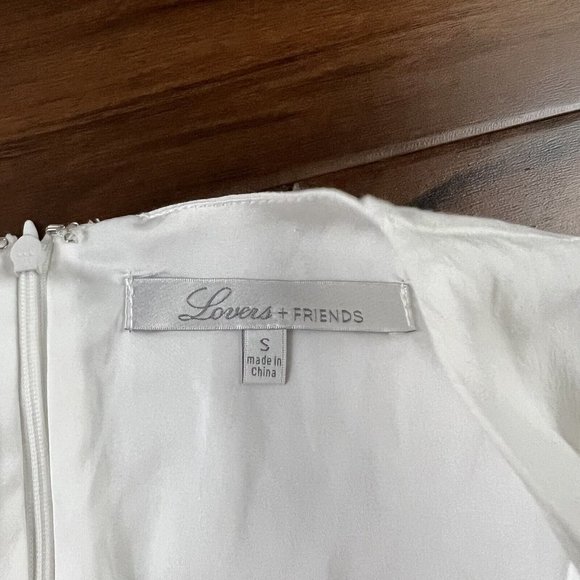 Lovers + FRIENDS
S
made in
China